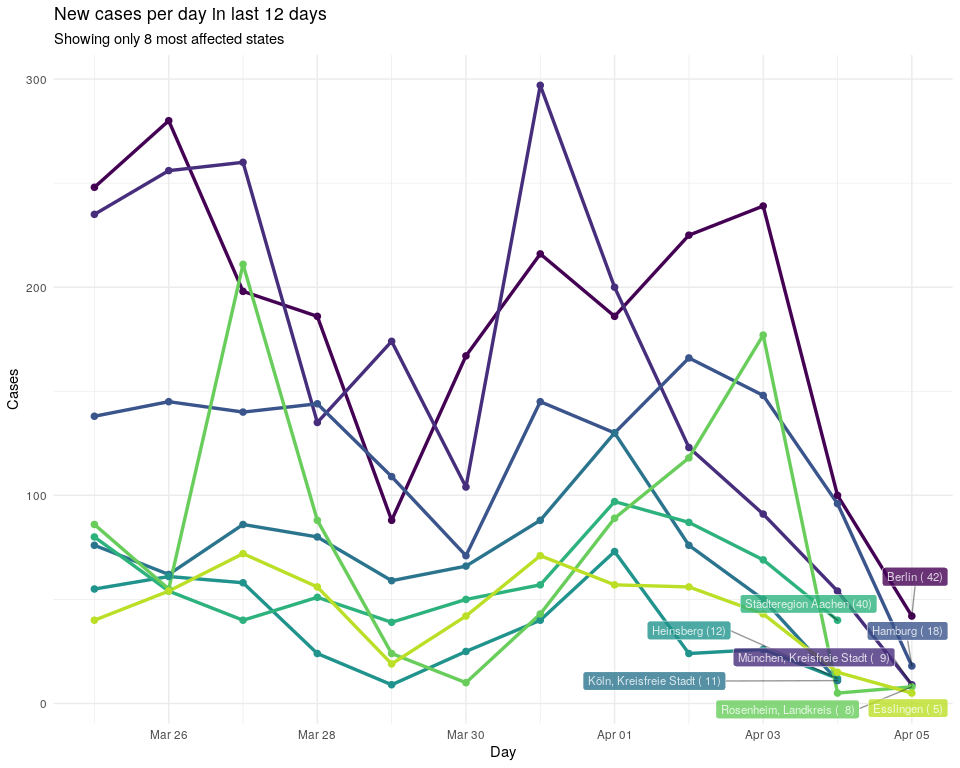 New cases per day in last 12 days
Showing only 8 most affected states
300
200
100
0
Cases
Berlin ( 42)
Städteregion Aachen (40)
Heinsberg (12)
Hamburg ( 18)
München, Kreisfreie Stadt (  9)
Köln, Kreisfreie Stadt ( 11)
Rosenheim, Landkreis (  8)
Esslingen ( 5)
Mar 26 Mar 28 Mar 30 Apr 01 Apr 03 Apr 05
Day